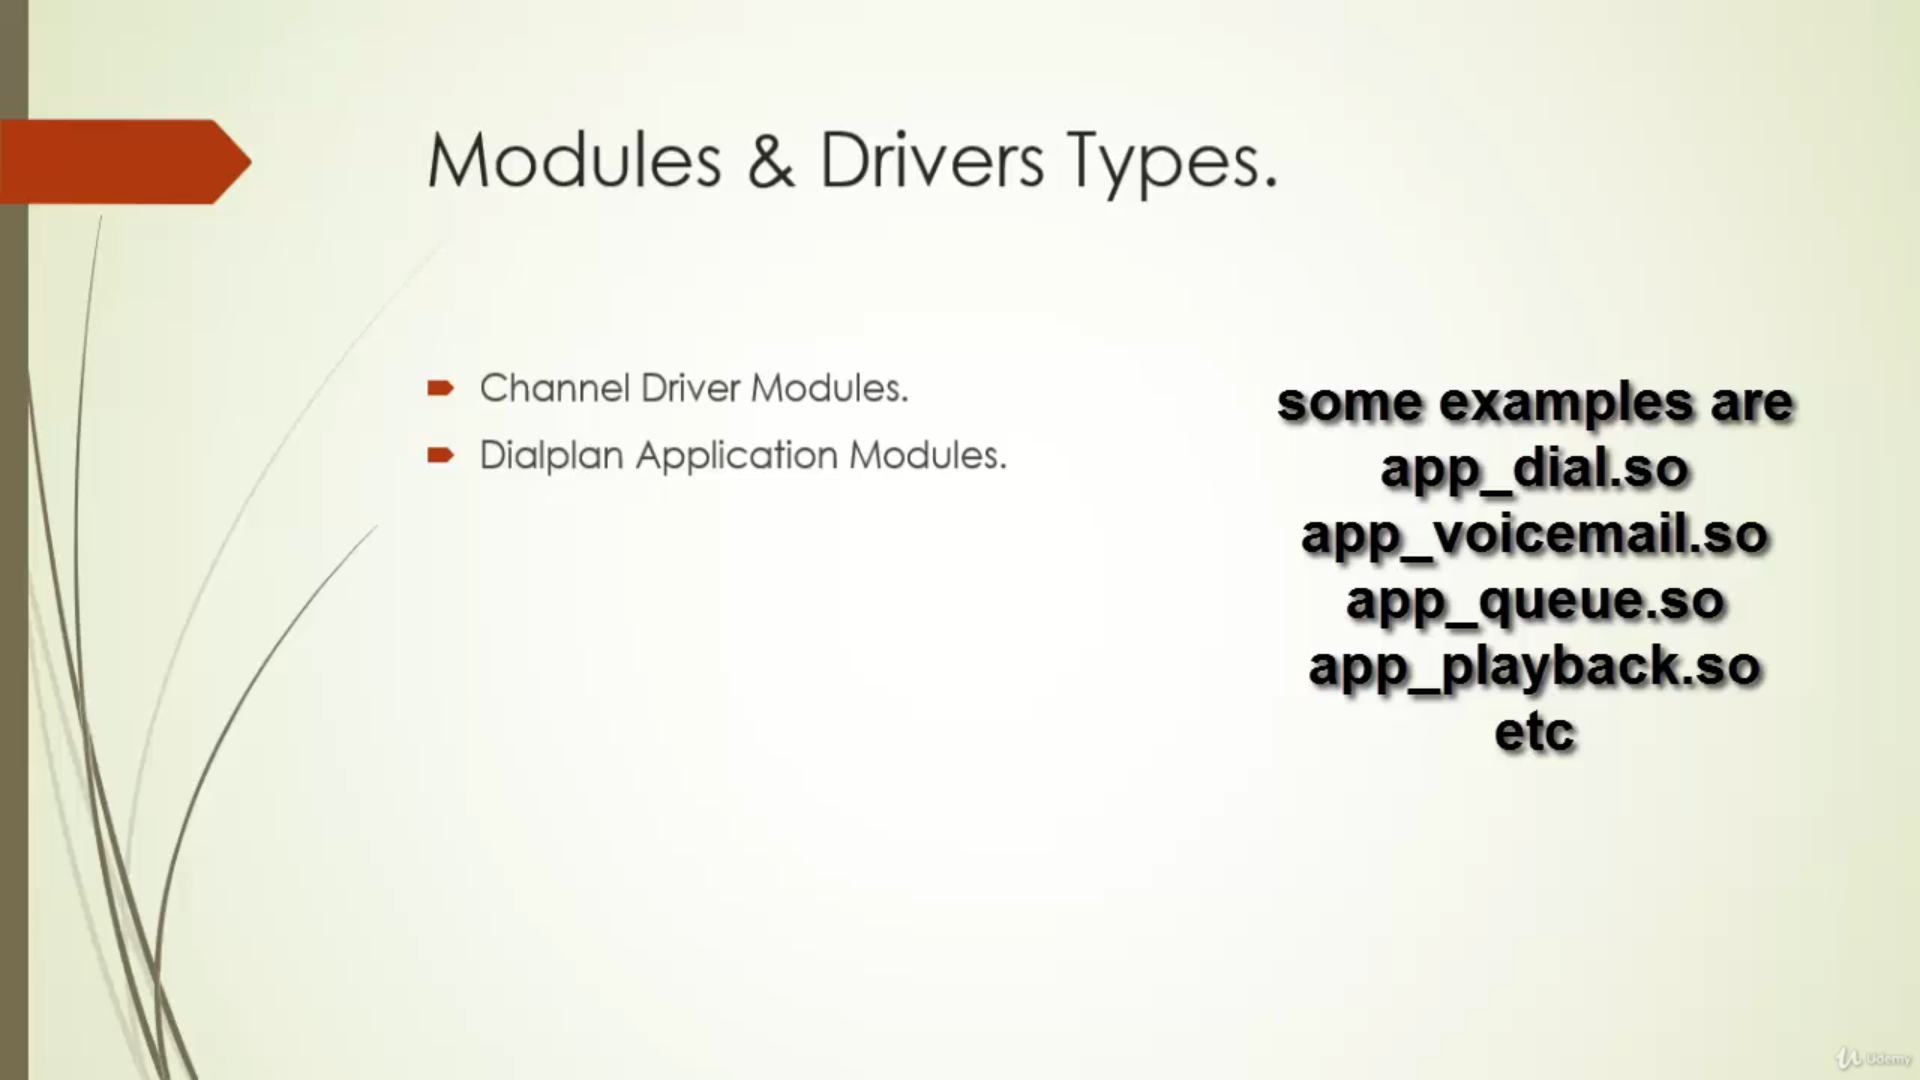 Modules & Drivers Types.
Channel Driver Modules.
Dialplan Application Modules.
some examples are
app_dial.so
app_voicemail.so
app_queue.so
app_playback.so
etc
Udemy